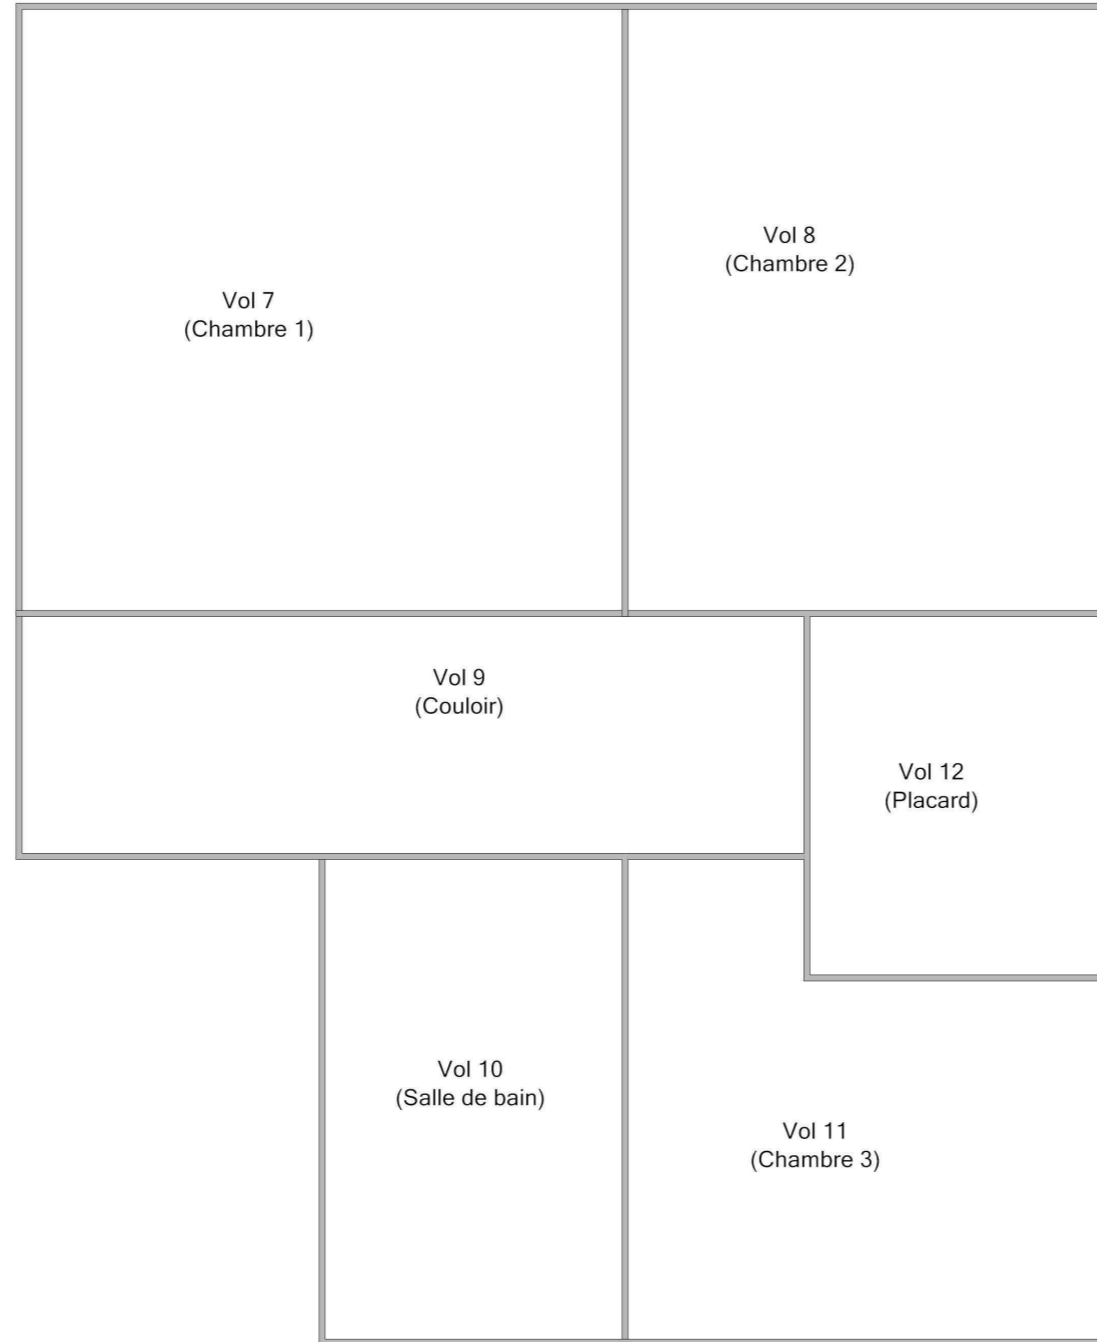 Vol 8
(Chambre 2)
Vol 7
(Chambre 1)
Vol 9
(Couloir)
Vol 12
(Placard)
Vol 10
(Salle de bain)
Vol 11
(Chambre 3)